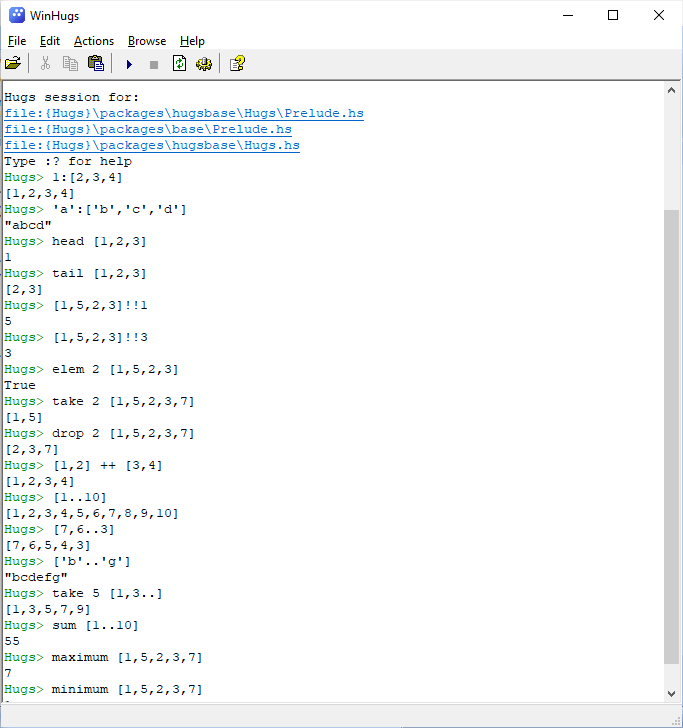 WinHugs
File Edit Actions Browse Help
Hugs session for:
file:{Hugs}\packages\hugsbase\Hugs\Prelude.hs
file:{Hugs}\packages\base\Prelude.hs
file:{Hugs}\packages\hugsbase\Hugs.hs
Type :? for help
Hugs> 1:[2,3,4]
[1,2,3,4]
Hugs> 'a':['b','c','d']
"abcd"
Hugs> head [1,2,3]
1
Hugs> tail [1,2,3]
[2,3]
Hugs> [1,5,2,3]!!1
5
Hugs> [1,5,2,3]!!3
3
Hugs> elem 2 [1,5,2,3]
True
Hugs> take 2 [1,5,2,3,7]
[1,5]
Hugs> drop 2 [1,5,2,3,7]
[2,3,7]
Hugs> [1,2] ++ [3,4]
[1,2,3,4]
Hugs> [1..10]
[1,2,3,4,5,6,7,8,9,10]
Hugs> [7,6..3]
[7,6,5,4,3]
Hugs> ['b'..'g']
"bcdefg"
Hugs> take 5 [1,3..]
[1,3,5,7,9]
Hugs> sum [1..10]
55
Hugs> maximum [1,5,2,3,7]
7
Hugs> minimum [1,5,2,3,7]